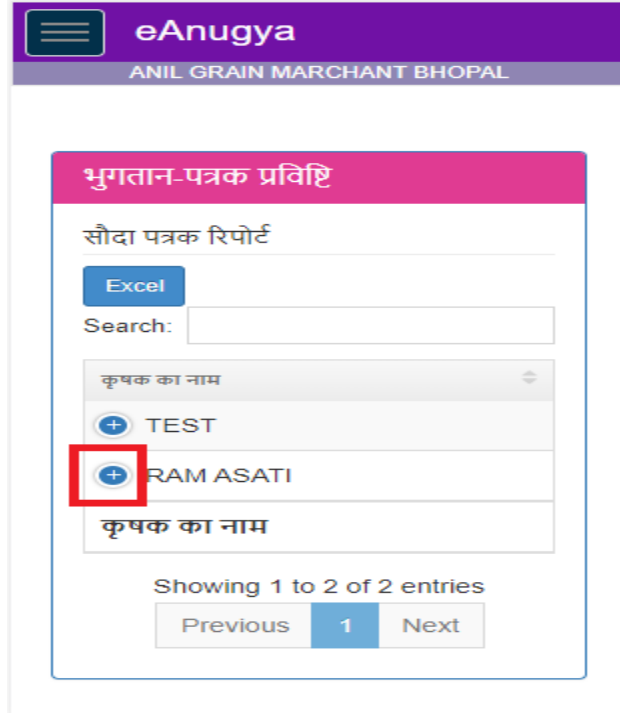 eAnugya
ANIL GRAIN MARCHANT BHOPAL
भुगतान-पत्रक प्रविष्टि
सौदा पत्रक रिपोर्ट
Excel
Search:
कृषक का नाम
TEST
RAM ASATI
कृषक का नाम
Showing 1 to 2 of 2 entries
Previous 1 Next